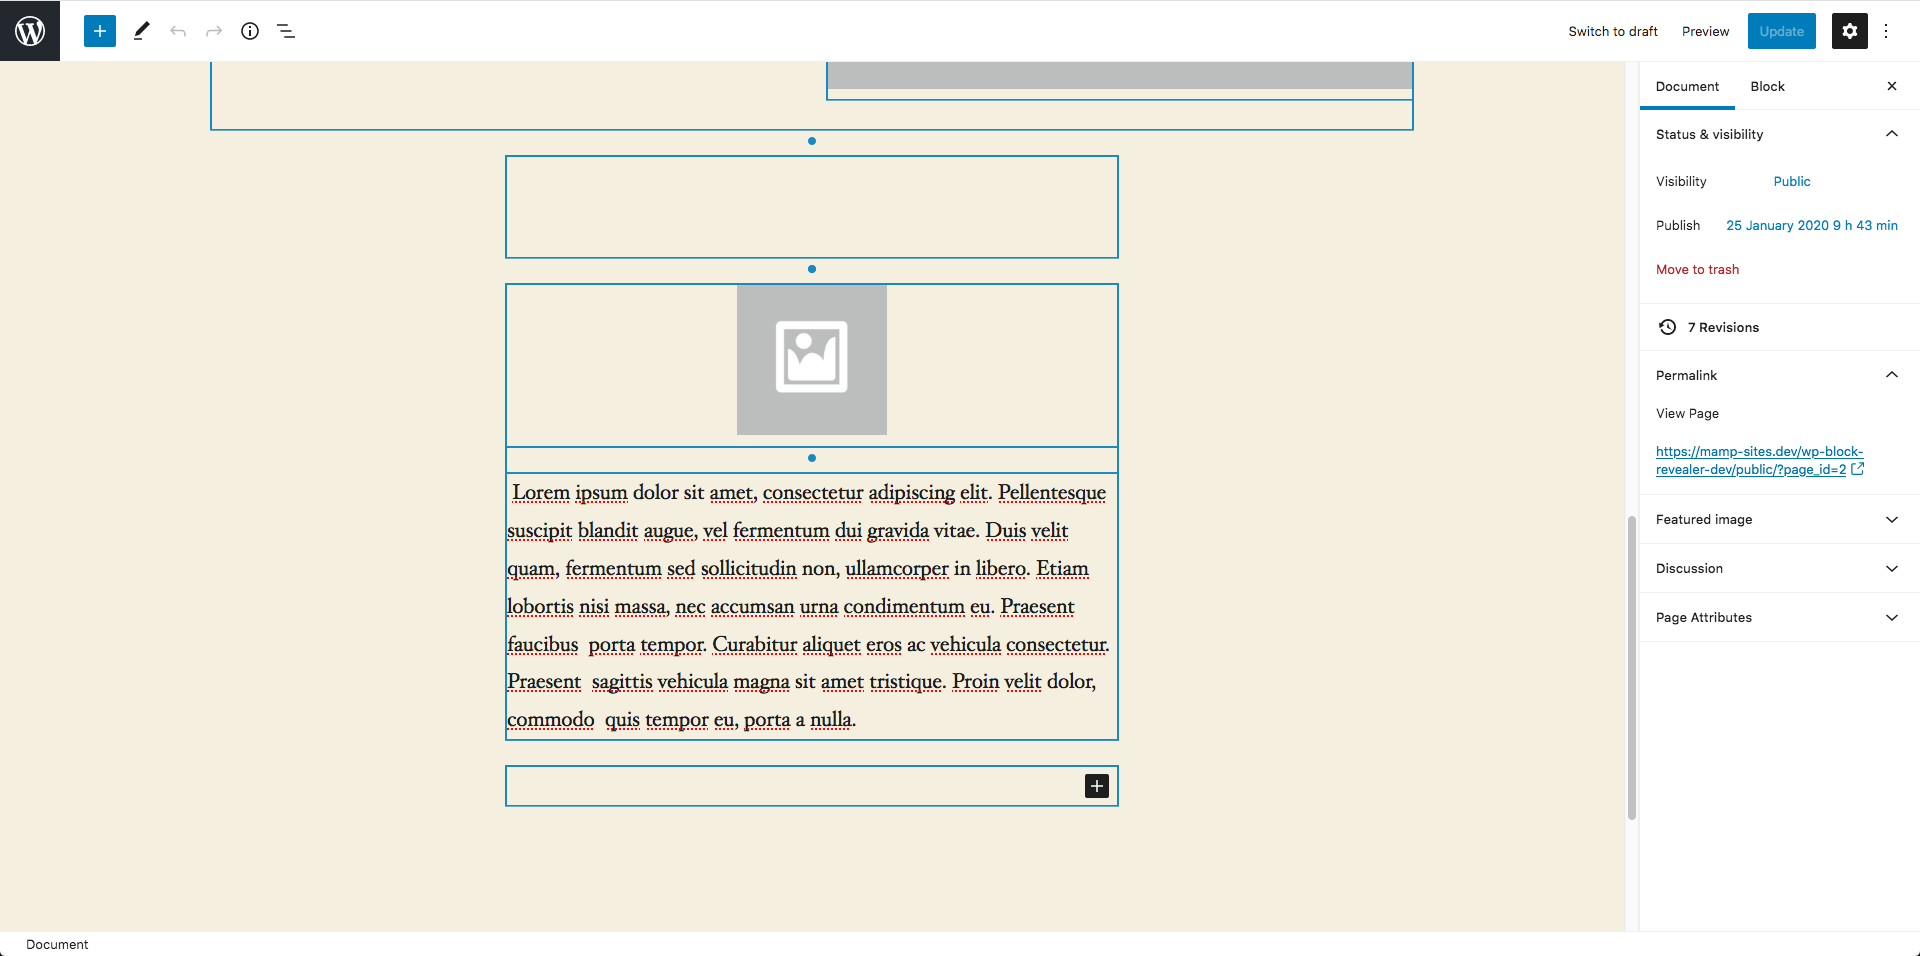 Switch to draft
Preview
Update
Document
Block
Status & visibility
Visibility
Public
Publish
25 January 2020 9 h 43 min
Move to trash
7 Revisions
Permalink
View Page
https://mamp-sites.dev/wp-block-
revealer-dev/public/?page_id=2
Featured image
Discussion
Page Attributes
Lorem ipsum dolor sit amet, consectetur adipiscing elit. Pellentesque
suscipit blandit augue, vel fermentum dui gravida vitae. Duis velit
quam, fermentum sed sollicitudin non, ullamcorper in libero. Etiam
lobortis nisi massa, nec accumsan urna condimentum eu. Praesent
faucibus  porta tempor. Curabitur aliquet eros ac vehicula consectetur.
Praesent  sagittis vehicula magna sit amet tristique. Proin velit dolor,
commodo  quis tempor eu, porta a nulla.
Document